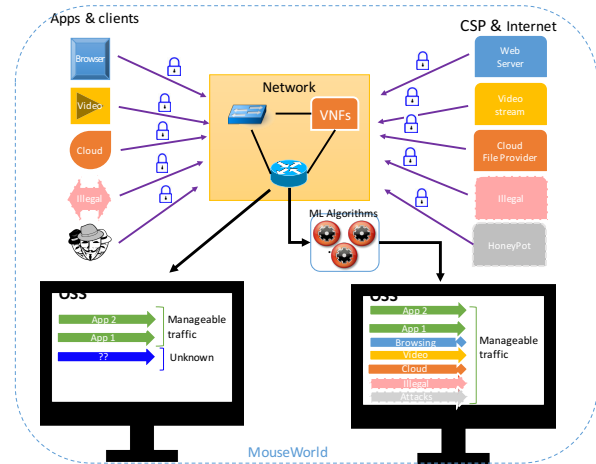 Apps & clients
CSP & Internet
Browser
Web
Server
Network
Video
VNFs
Video
stream
Cloud
Cloud
File Provider
Illegal
Illegal
ML Algorithms
HoneyPot
OSS
App 2
App 1
Manageable
traffic
??
Unknown
OSS
App 2
App 1
Browsing
Video
Cloud
Illegal
Attacks
Manageable
traffic
MouseWorld